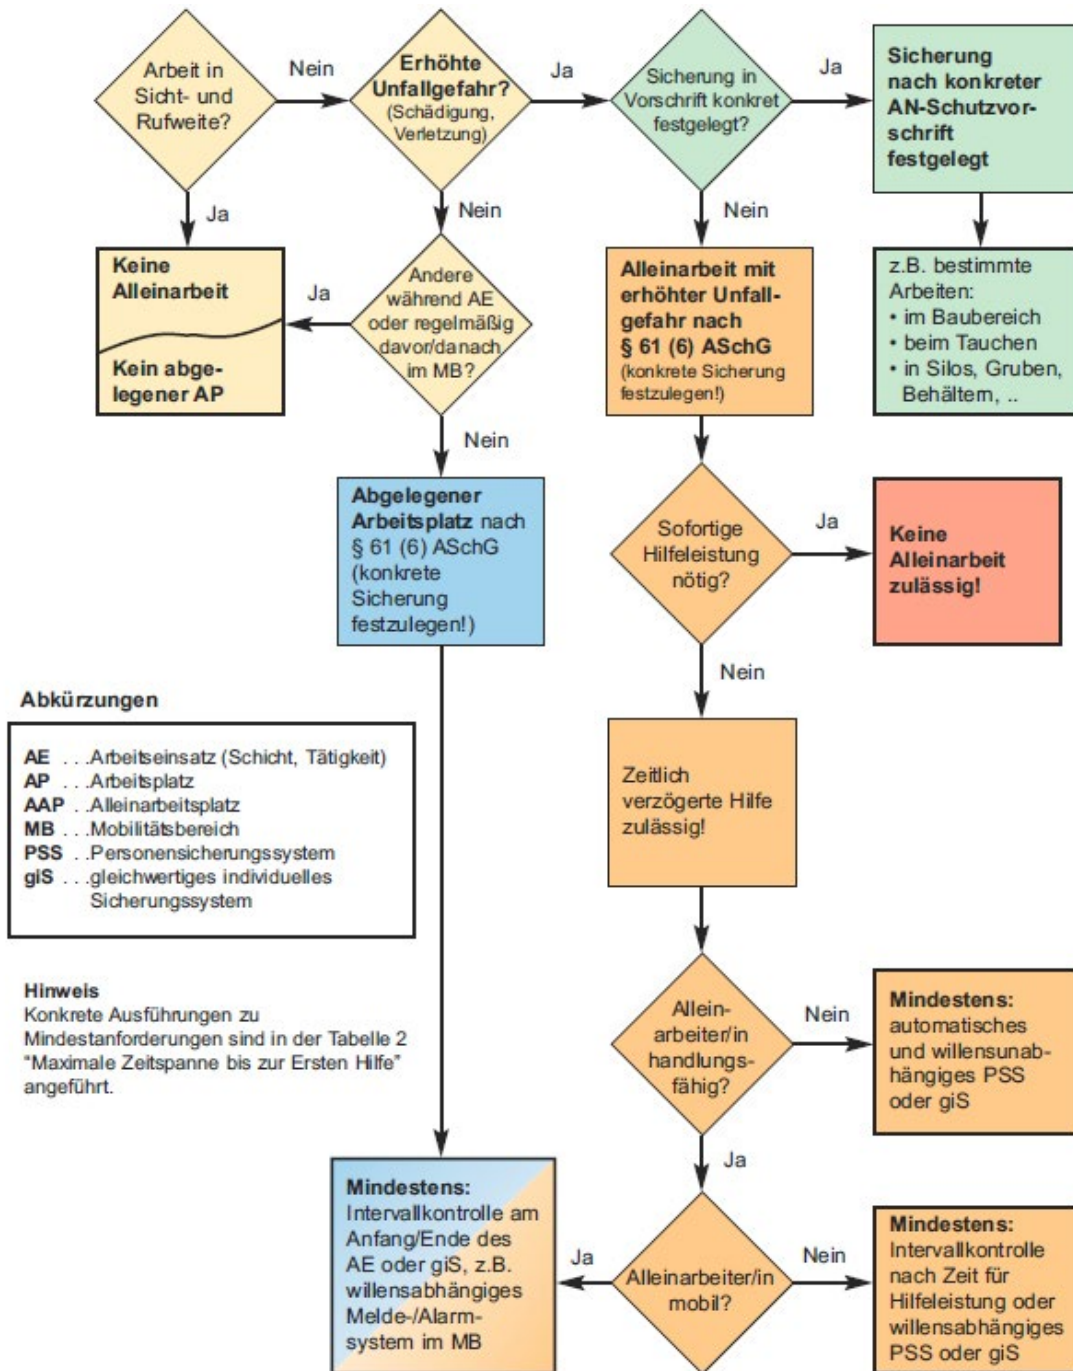 Arbeit in
Sicht- und
Rufweite?
Nein
Erhöhte
Unfallgefahr?
(Schädigung,
Verletzung)
Ja
Sicherung in
Vorschrift konkret
festgelegt?
Ja
Sicherung
nach konkreter
AN-Schutzvor-
schrift
festgelegt
Ja
Nein
Nein
Keine
Alleinarbeit
Kein abge-
legener AP
Ja
Andere
während AE
oder regelmäßig
davor/danach
im MB?
Alleinarbeit mit
erhöhter Unfall-
gefahr nach
§ 61 (6) ASchG
(konkrete Sicherung
festzulegen!)
z.B. bestimmte
Arbeiten:
• im Baubereich
• beim Tauchen
• in Silos, Gruben,
Behältern, ..
Nein
Abgelegener
Arbeitsplatz nach
§ 61 (6) ASchG
(konkrete
Sicherung
festzulegen!)
Sofortige
Hilfeleistung
nötig?
Ja
Keine
Alleinarbeit
zulässig!
Nein
Abkürzungen
AE . . .Arbeitseinsatz (Schicht, Tätigkeit)
AP . . .Arbeitsplatz
AAP . .Alleinarbeitsplatz
MB . . .Mobilitätsbereich
PSS . .Personensicherungssystem
giS . . .gleichwertiges individuelles
Sicherungssystem
Zeitlich
verzögerte Hilfe
zulässig!
Hinweis
Konkrete Ausführungen zu
Mindestanforderungen sind in der Tabelle 2
“Maximale Zeitspanne bis zur Ersten Hilfe”
angeführt.
Allein-
arbeiter/in
handlungs-
fähig?
Nein
Mindestens:
automatisches
und willensunab-
hängiges PSS
oder giS
Ja
Mindestens:
Intervallkontrolle am
Anfang/Ende des
AE oder giS, z.B.
willensabhängiges
Melde-/Alarm-
system im MB
Ja
Alleinarbeiter/in
mobil?
Nein
Mindestens:
Intervallkontrolle
nach Zeit für
Hilfeleistung oder
willensabhängiges
PSS oder giS